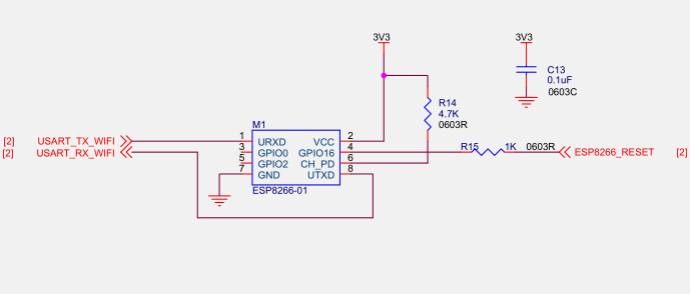 3V3
3V3
C13
0.1uF
0603C
R14
4.7K
0603R
M1
[2] USART_TX_WIFI 1 URXD VCC 2
[2] USART_RX_WIFI 3 GPIO0 GPIO16 4 R15 1K 0603R ESP8266_RESET [2]
5 GPIO2 CH_PD 6
7 GND UTXD 8
ESP8266-01